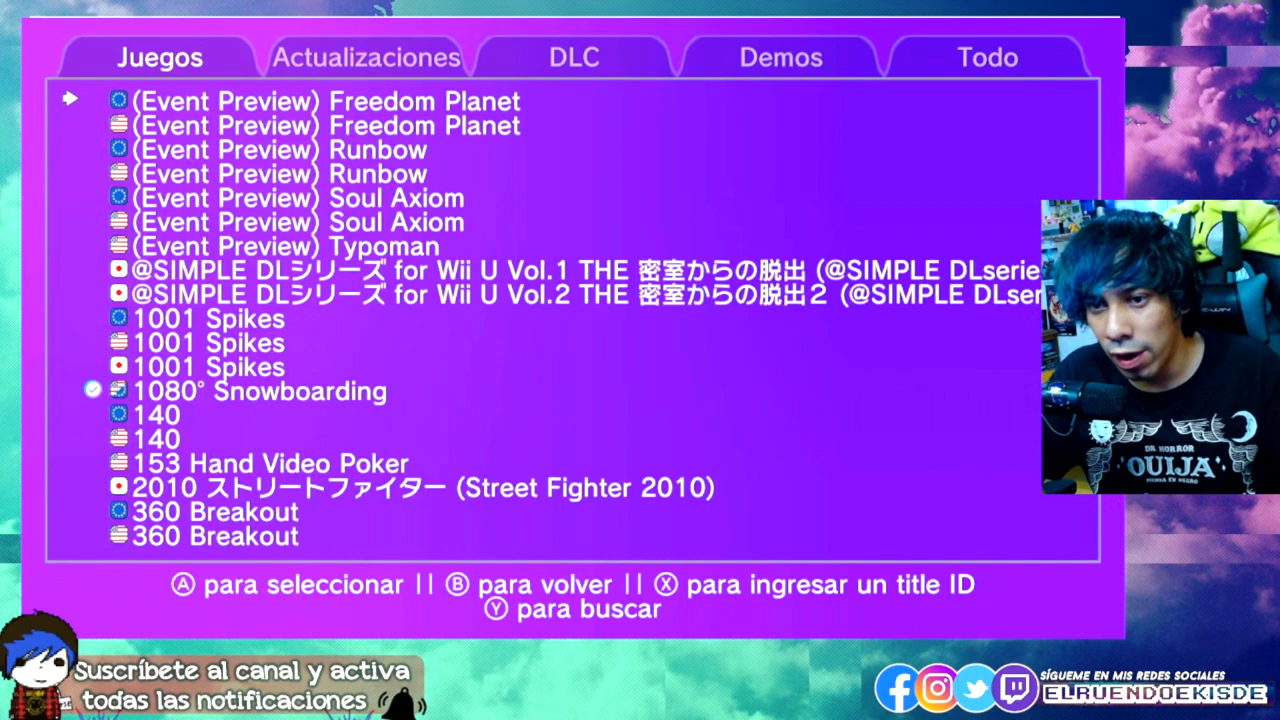 Juegos
Actualizaciones
DLC
Demos
Todo
(Event Preview) Freedom Planet
(Event Preview) Freedom Planet
(Event Preview) Runbow
(Event Preview) Runbow
(Event Preview) Soul Axiom
(Event Preview) Soul Axiom
(Event Preview) Typoman
@SIMPLE DLシリーズ for Wii U Vol.1 THE 密室からの脱出 (@SIMPLE DLserie
@SIMPLE DLシリーズ for Wii U Vol.2 THE 密室からの脱出2 (@SIMPLE DLser
1001 Spikes
1001 Spikes
1001 Spikes
1080° Snowboarding
140
140
153 Hand Video Poker
2010 ストリートファイター (Street Fighter 2010)
360 Breakout
360 Breakout
Ⓐ para seleccionar || Ⓑ para volver || Ⓧ para ingresar un title ID
Ⓨ para buscar
DR HORROR
OUIJA
TIENDA EN NEGRO
Suscríbete al canal y activa
todas las notificaciones
SÍGUEME EN MIS REDES SOCIALES
ELRUENDOEKISDE